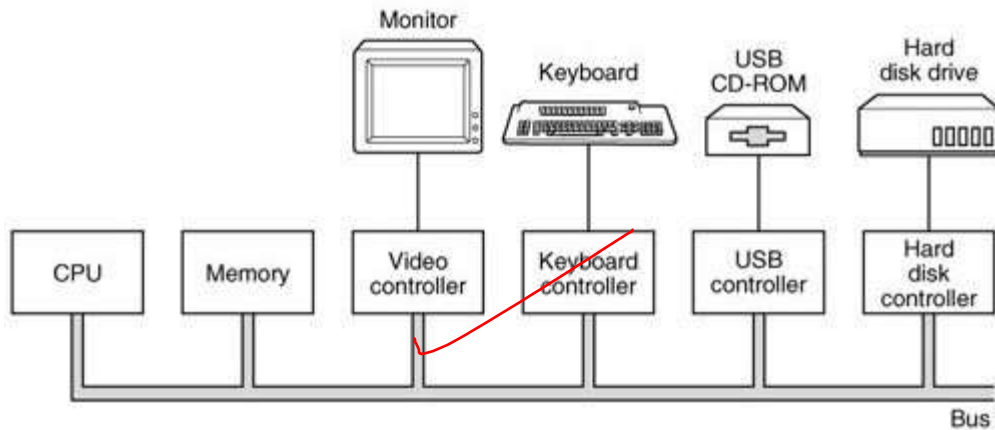 Monitor
Keyboard
USB
CD-ROM
Hard
disk drive
CPU
Memory
Video
controller
Keyboard
controller
USB
controller
Hard
disk
controller
Bus